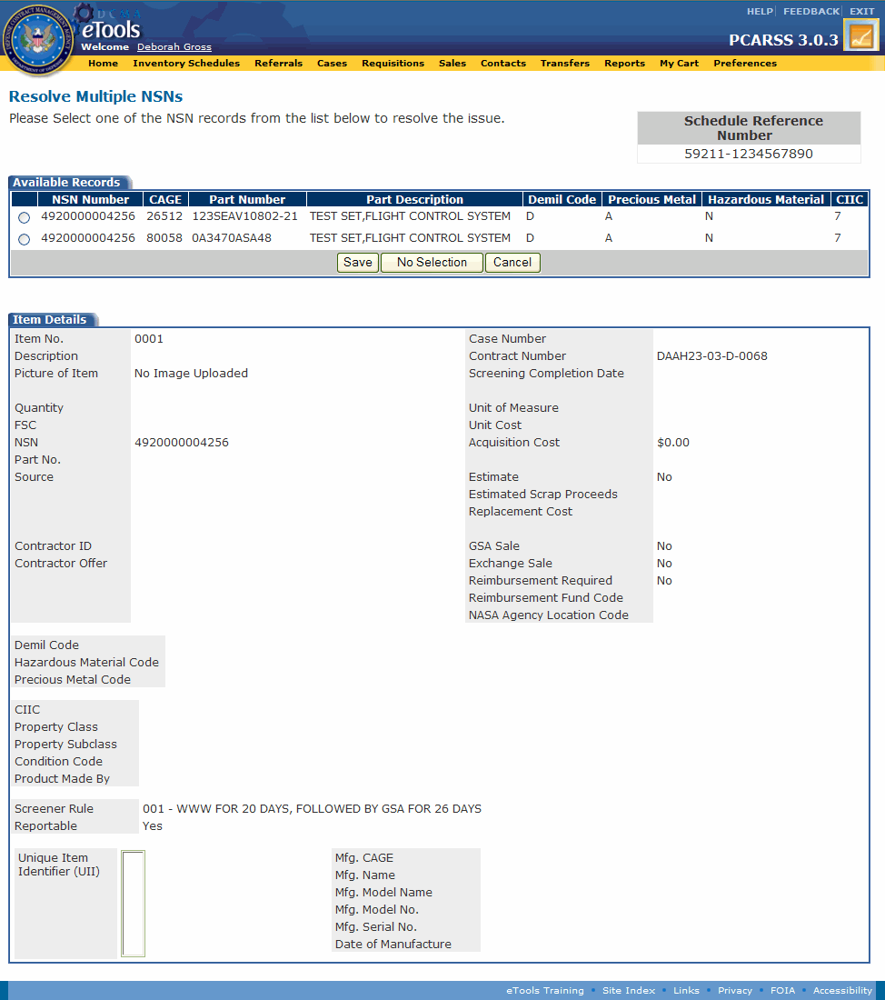 HELP FEEDBACK EXIT
DCMA
eTools
Welcome Deborah Gross
PCARSS 3.0.3
DEFENSE CONTRACT MANAGEMENT AGENCY
DEPARTMENT OF DEFENSE
Home Inventory Schedules Referrals Cases Requisitions Sales Contacts Transfers Reports My Cart Preferences
Resolve Multiple NSNs
Please Select one of the NSN records from the list below to resolve the issue.
Schedule Reference
Number
59211-1234567890
Available Records
NSN Number CAGE Part Number Part Description Demil Code Precious Metal Hazardous Material CIIC
4920000004256 26512 123SEAV10802-21 TEST SET,FLIGHT CONTROL SYSTEM D A N 7
4920000004256 80058 0A3470ASA48 TEST SET,FLIGHT CONTROL SYSTEM D A N 7
Save No Selection Cancel
Item Details
Item No. 0001 Case Number
Description Contract Number DAAH23-03-D-0068
Picture of Item No Image Uploaded Screening Completion Date
Quantity Unit of Measure
FSC Unit Cost
NSN 4920000004256 Acquisition Cost $0.00
Part No.
Source Estimate No
Estimated Scrap Proceeds
Replacement Cost
Contractor ID GSA Sale No
Contractor Offer Exchange Sale No
Reimbursement Required No
Reimbursement Fund Code
NASA Agency Location Code
Demil Code
Hazardous Material Code
Precious Metal Code
CIIC
Property Class
Property Subclass
Condition Code
Product Made By
Screener Rule 001 - WWW FOR 20 DAYS, FOLLOWED BY GSA FOR 26 DAYS
Reportable Yes
Unique Item Mfg. CAGE
Identifier (UII) Mfg. Name
Mfg. Model Name
Mfg. Model No.
Mfg. Serial No.
Date of Manufacture
eTools Training • Site Index • Links • Privacy • FOIA • Accessibility